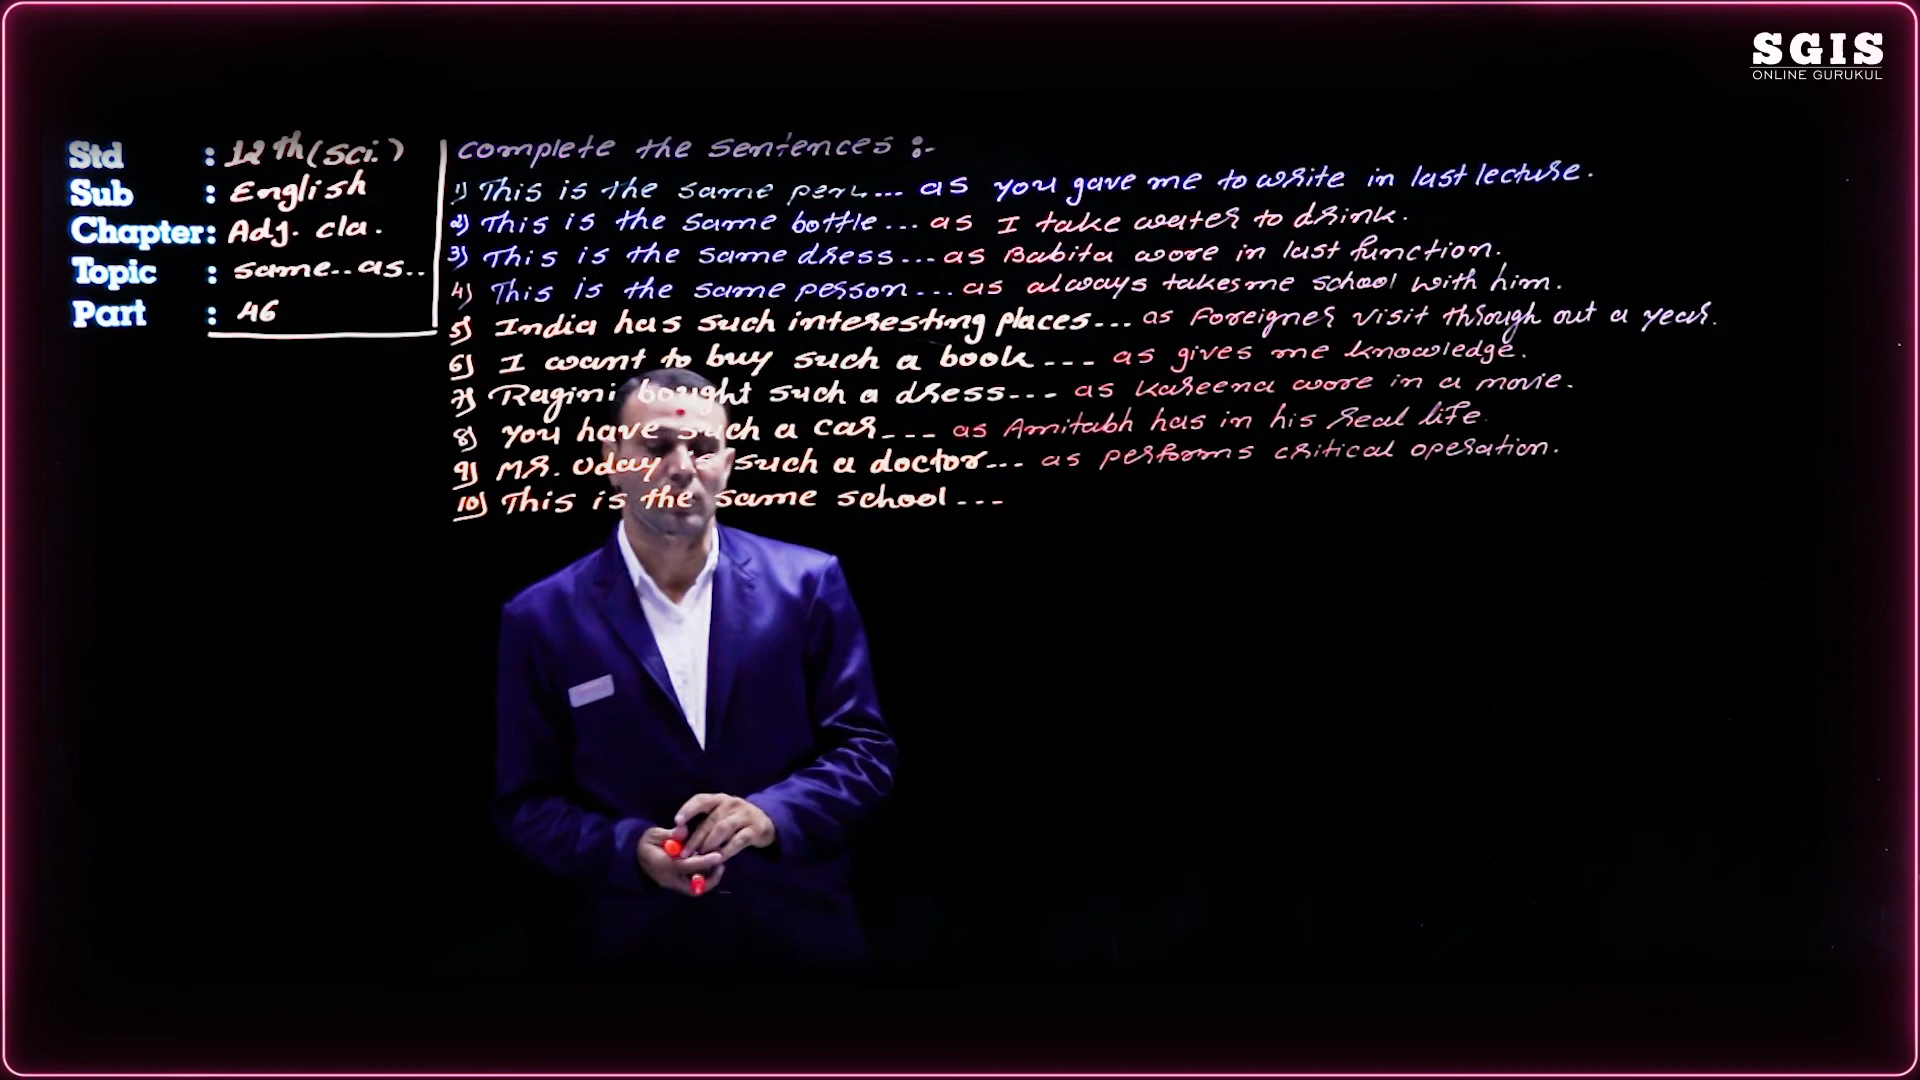 SGIS
ONLINE GURUKUL
Std : 12th (sci.)
Sub : English
Chapter: Adj. cla.
Topic : same..as..
Part : 46
complete the sentences :-
1) This is the same pen... as you gave me to write in last lecture.
2) This is the same bottle... as I take water to drink.
3) This is the same dress... as Babita wore in last function.
4) This is the same person... as always takes me school with him.
5) India has such interesting places... as Foreigner visit through out a year.
6) I want to buy such a book --- as gives me knowledge.
7) Ragini bought such a dress--- as Kareena wore in a movie.
8) You have such a car--- as Amitabh has in his real life.
9) Mr. Uday is such a doctor--- as performs critical operation.
10) This is the same school ---